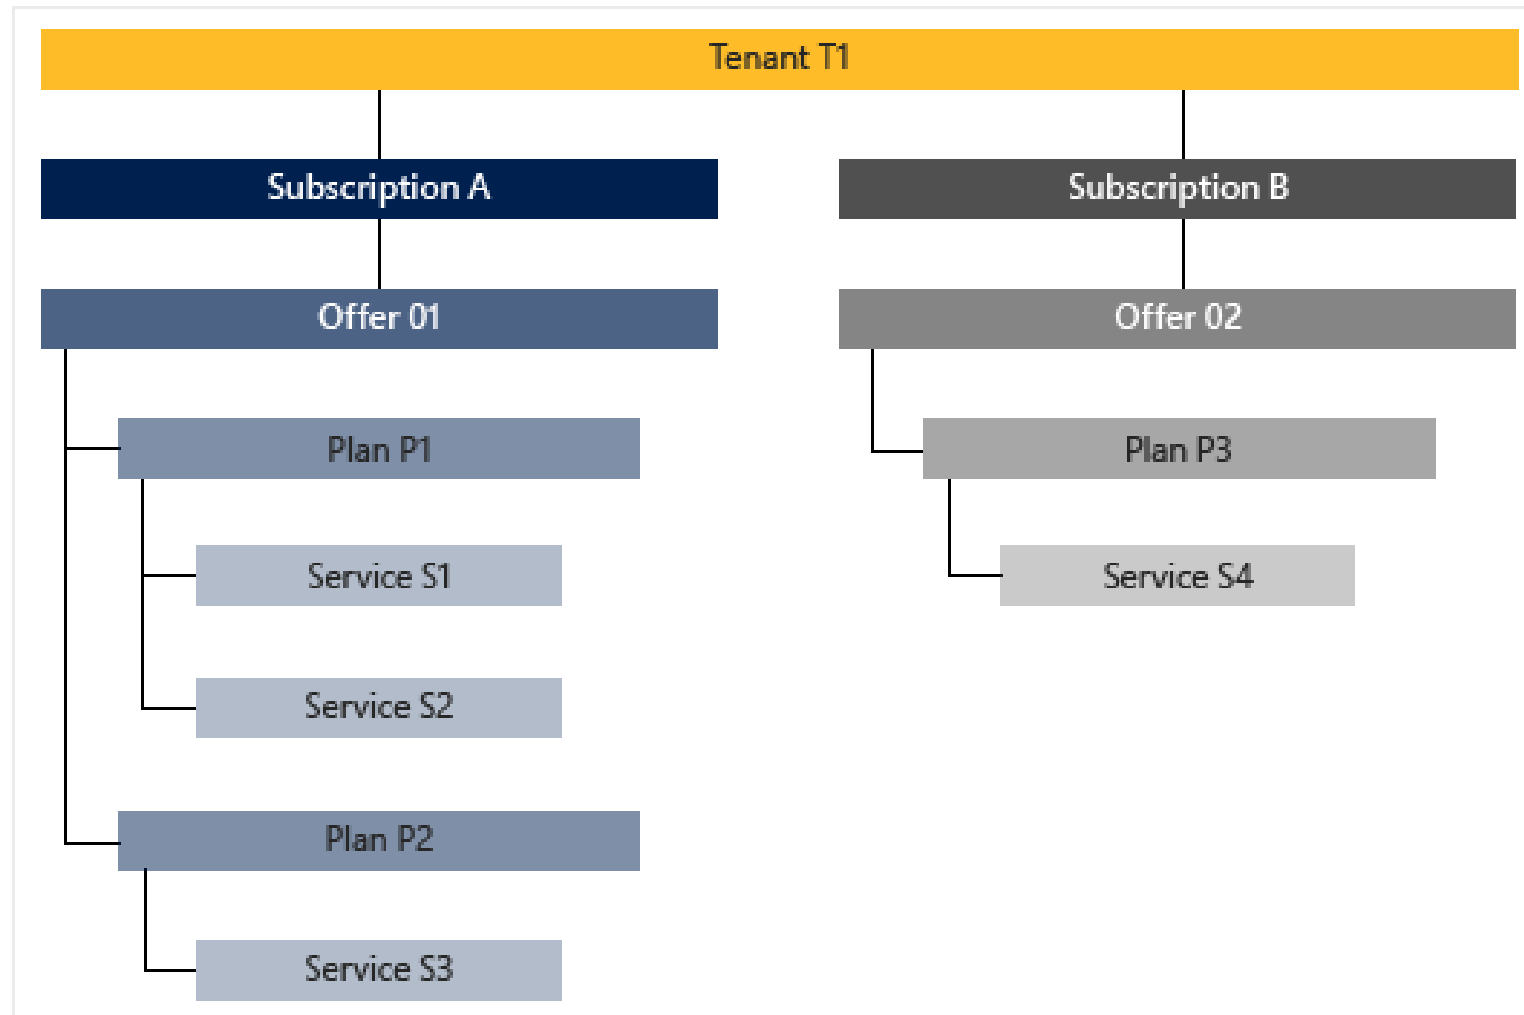 Tenant T1
Subscription A
Subscription B
Offer 01
Offer 02
Plan P1
Plan P3
Service S1
Service S4
Service S2
Plan P2
Service S3